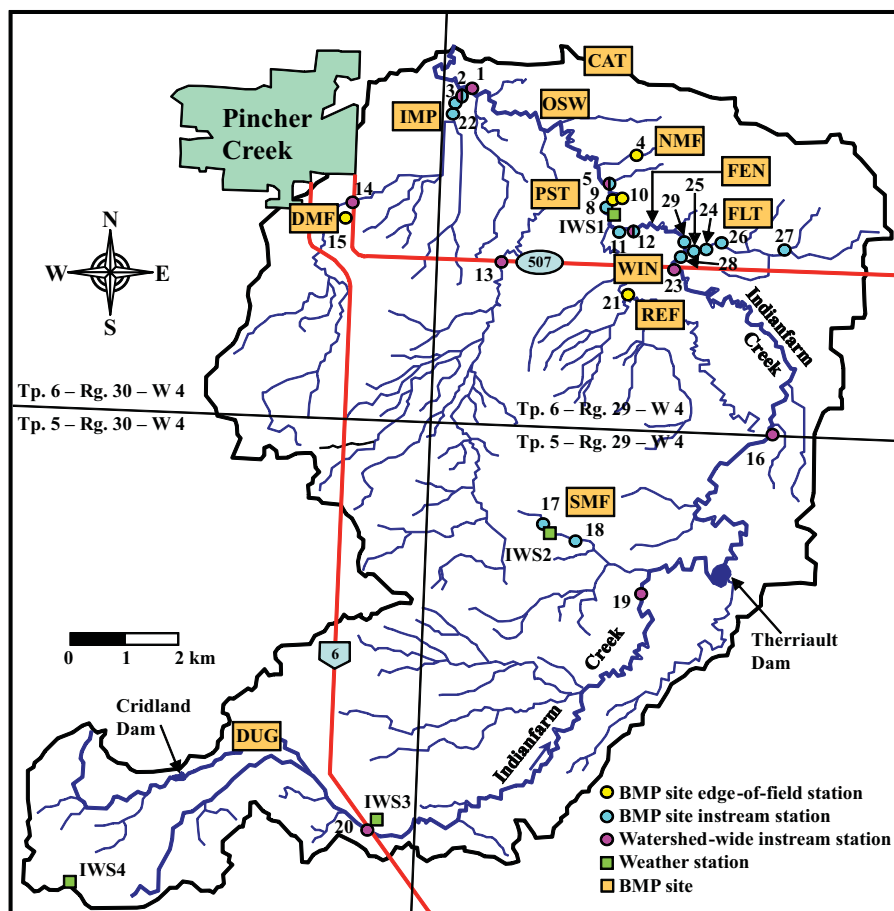 CAT
1
2
3
IMP
22
OSW
Pincher
Creek
4
NMF
FEN
PST
5
9
10
8
IWS1
25
24
29
FLT
26
27
14
DMF
15
11
12
N
W
E
S
13
507
WIN
23
28
21
REF
Indianfarm
Creek
Tp. 6 – Rg. 30 – W 4
Tp. 6 – Rg. 29 – W 4
Tp. 5 – Rg. 30 – W 4
Tp. 5 – Rg. 29 – W 4
16
17
SMF
18
IWS2
19
Therriault
Dam
0
1
2 km
6
Creek
Indianfarm
Cridland
Dam
DUG
IWS3
20
IWS4
BMP site edge-of-field station
BMP site instream station
Watershed-wide instream station
Weather station
BMP site